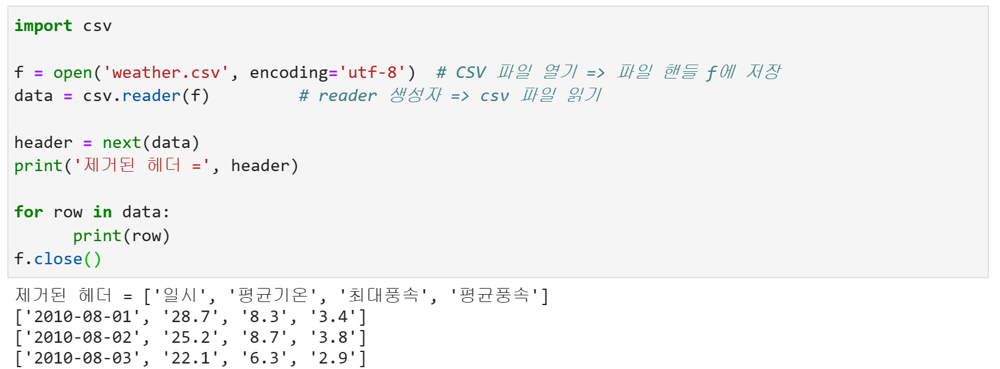 import csv
f = open('weather.csv', encoding='utf-8')  # CSV 파일 열기 => 파일 핸들 f에 저장
data = csv.reader(f)         # reader 생성자 => csv 파일 읽기
header = next(data)
print('제거된 헤더 =', header)
for row in data:
      print(row)
f.close()
제거된 헤더 = ['일시', '평균기온', '최대풍속', '평균풍속']
['2010-08-01', '28.7', '8.3', '3.4']
['2010-08-02', '25.2', '8.7', '3.8']
['2010-08-03', '22.1', '6.3', '2.9']